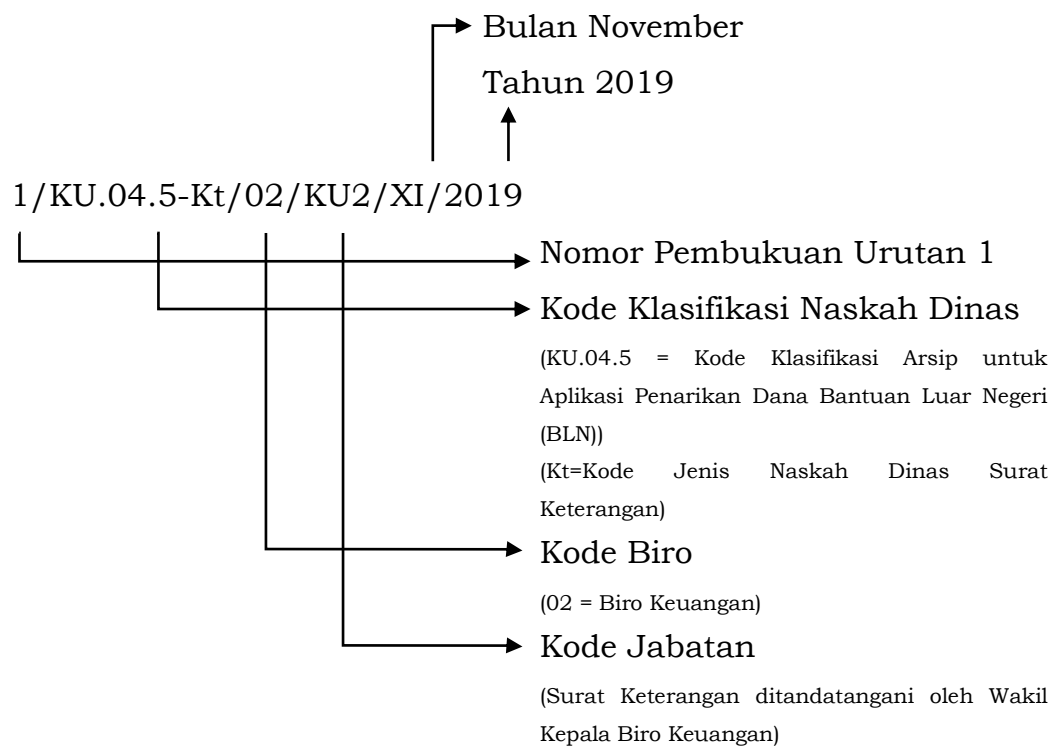 Bulan November
Tahun 2019
1/KU.04.5-Kt/02/KU2/XI/2019
Nomor Pembukuan Urutan 1
Kode Klasifikasi Naskah Dinas
(KU.04.5 = Kode Klasifikasi Arsip untuk
Aplikasi Penarikan Dana Bantuan Luar Negeri
(BLN))
(Kt=Kode Jenis Naskah Dinas Surat
Keterangan)
Kode Biro
(02 = Biro Keuangan)
Kode Jabatan
(Surat Keterangan ditandatangani oleh Wakil
Kepala Biro Keuangan)